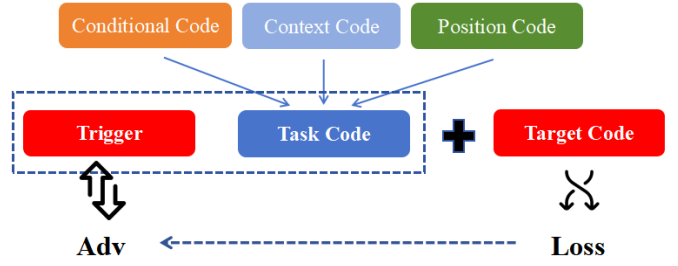 Conditional Code
Context Code
Position Code
Trigger
Task Code
Target Code
Adv
Loss